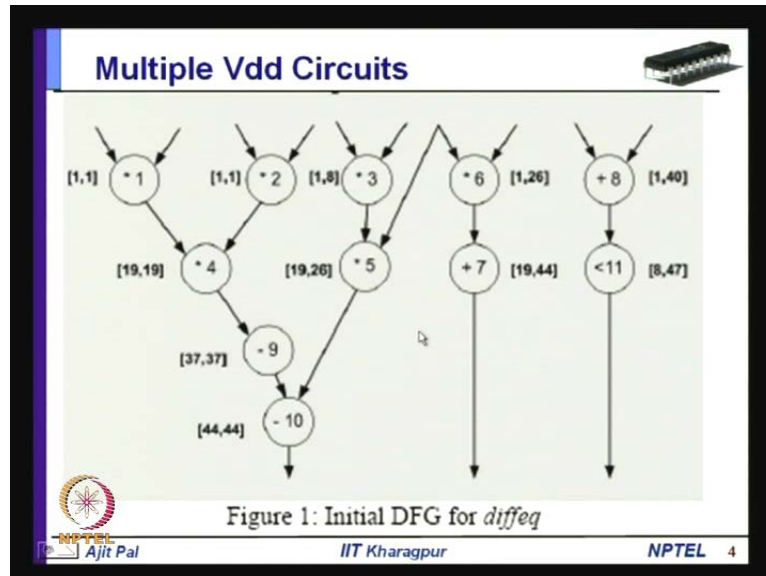 Multiple Vdd Circuits
[1,1] * 1 [1,1] * 2 [1,8] * 3 * 6 [1,26] + 8 [1,40]
[19,19] * 4 [19,26] * 5 + 7 [19,44] <11 [8,47]
[37,37] - 9
[44,44] - 10
Figure 1: Initial DFG for diffeq
NPTEL
Ajit Pal IIT Kharagpur NPTEL 4